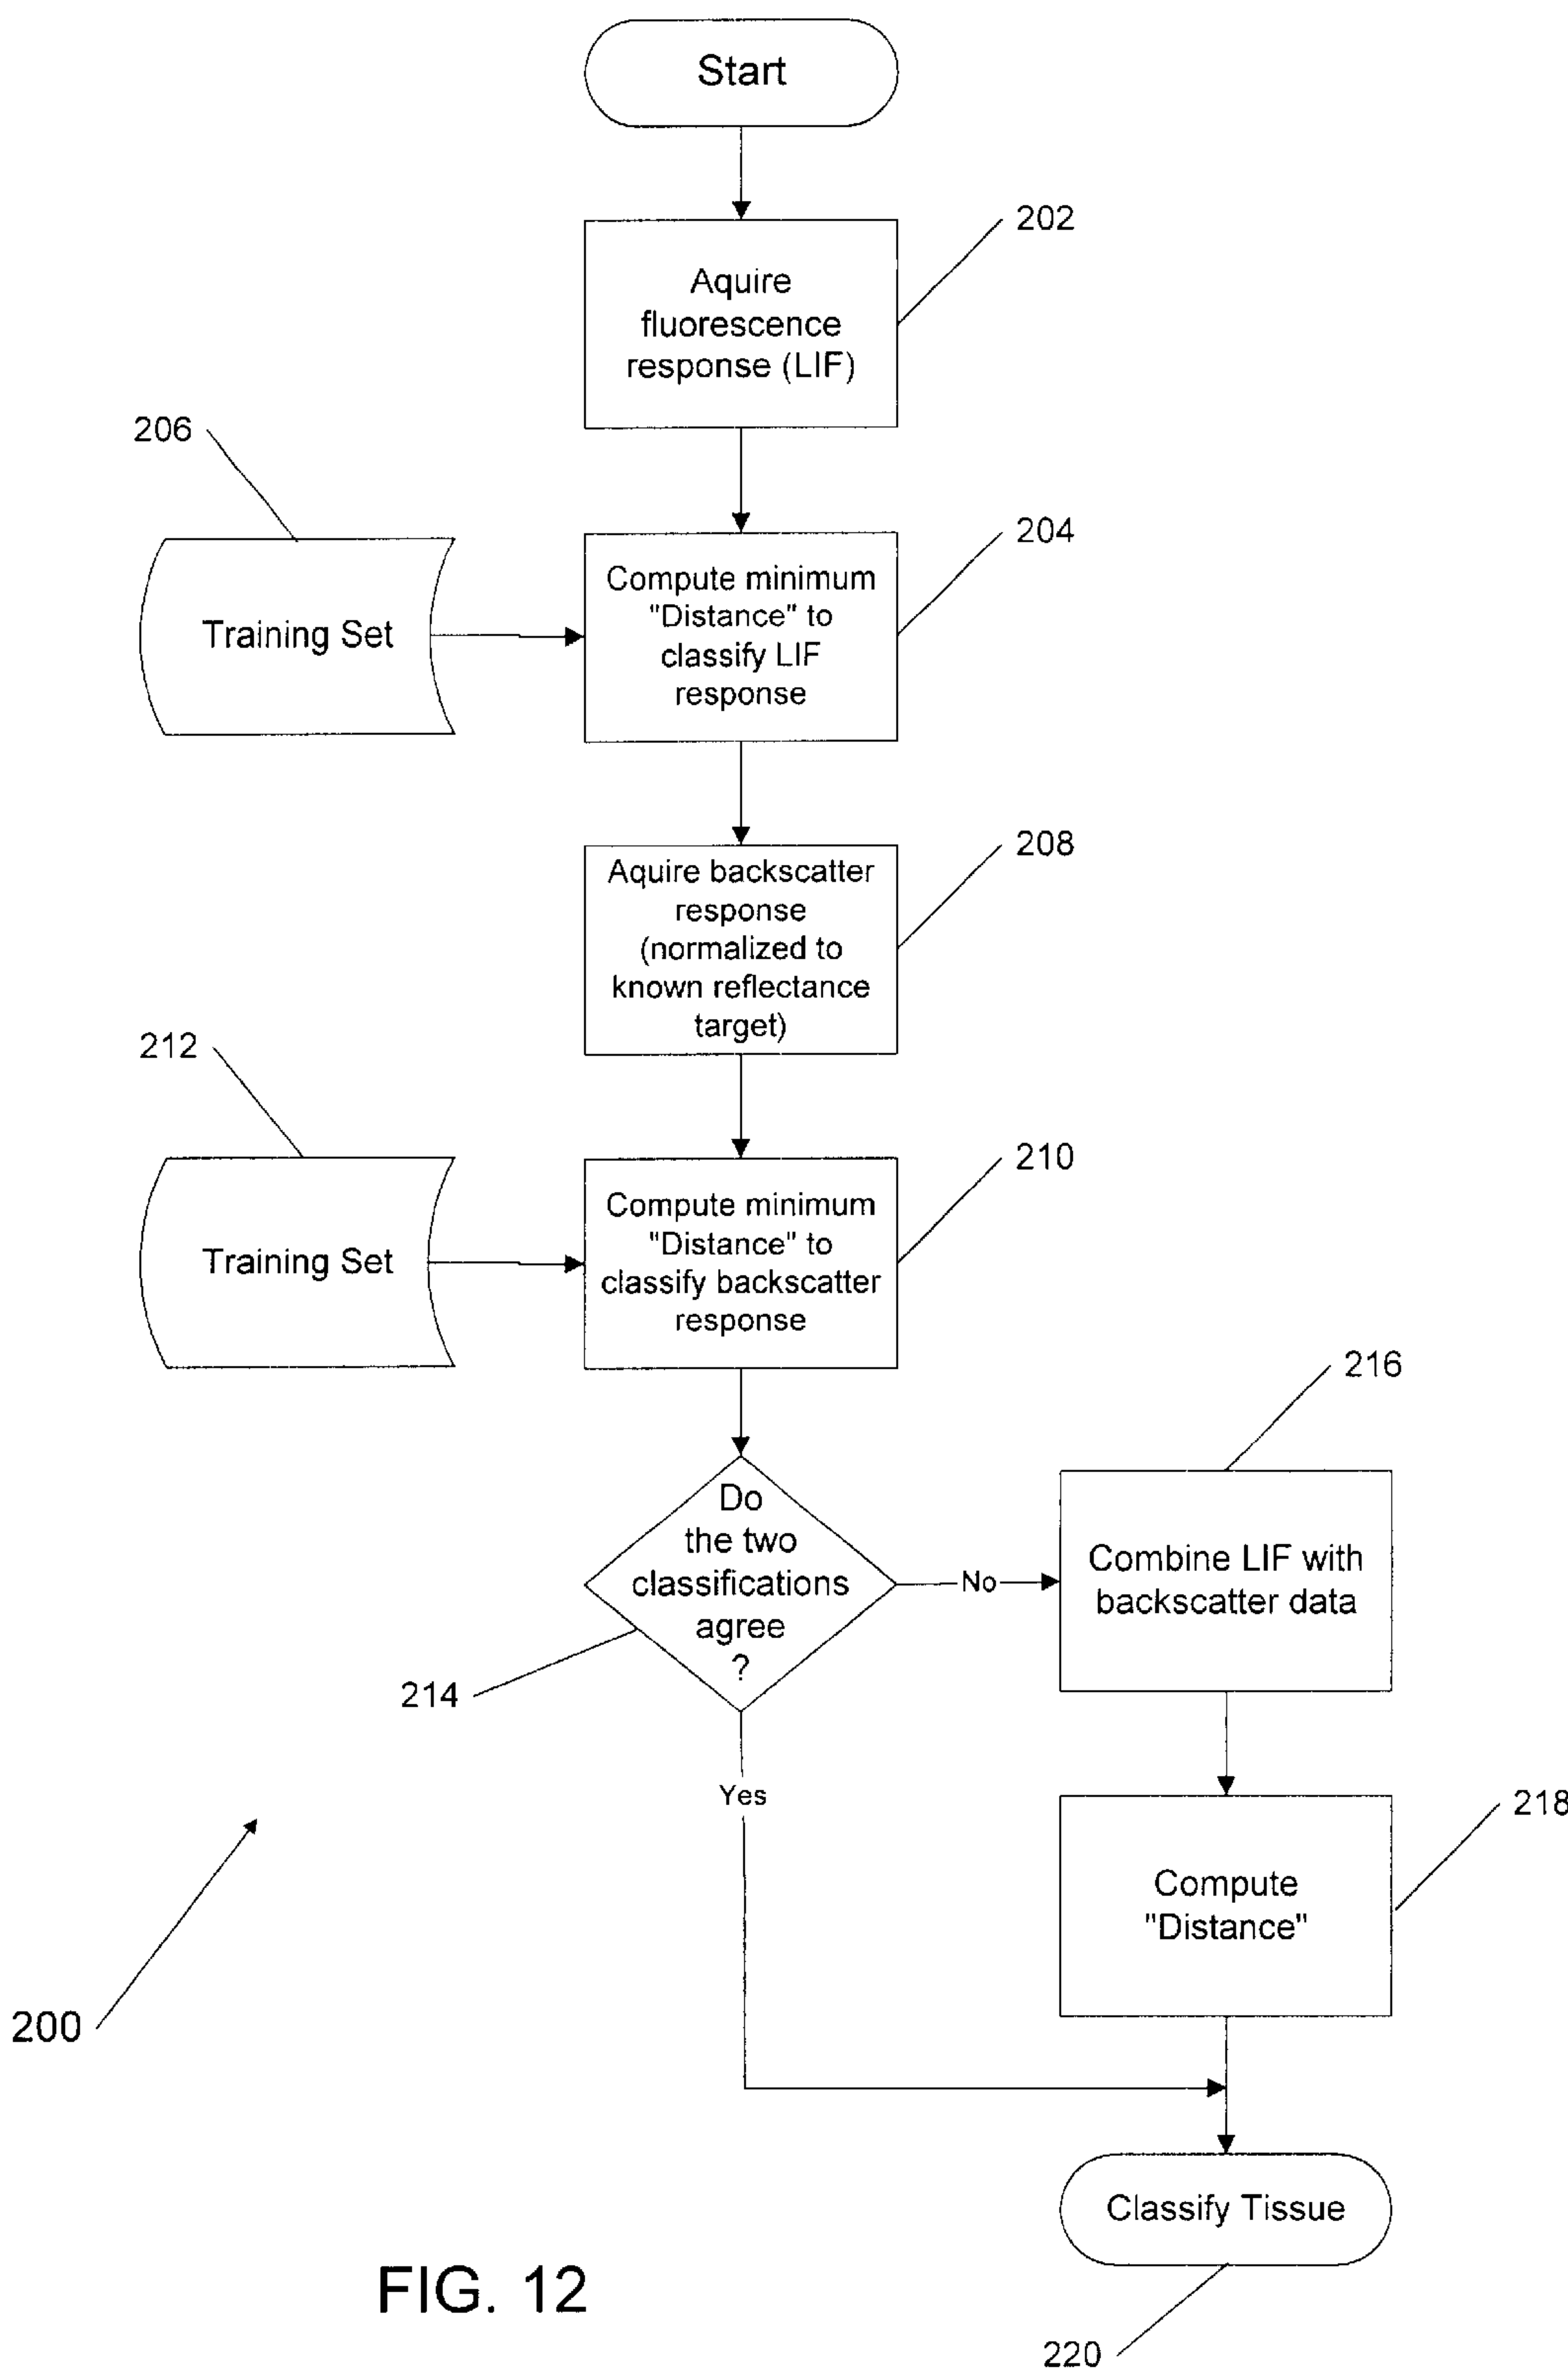 Start
202
Aquire
fluorescence
response (LIF)
206
204
Training Set
Compute minimum
"Distance" to
classify LIF
response
208
Aquire backscatter
response
(normalized to
known reflectance
target)
212
210
Training Set
Compute minimum
"Distance" to
classify backscatter
response
216
Do
the two
classifications
agree
?
No
Combine LIF with
backscatter data
214
Yes
218
Compute
"Distance"
200
Classify Tissue
FIG. 12
220